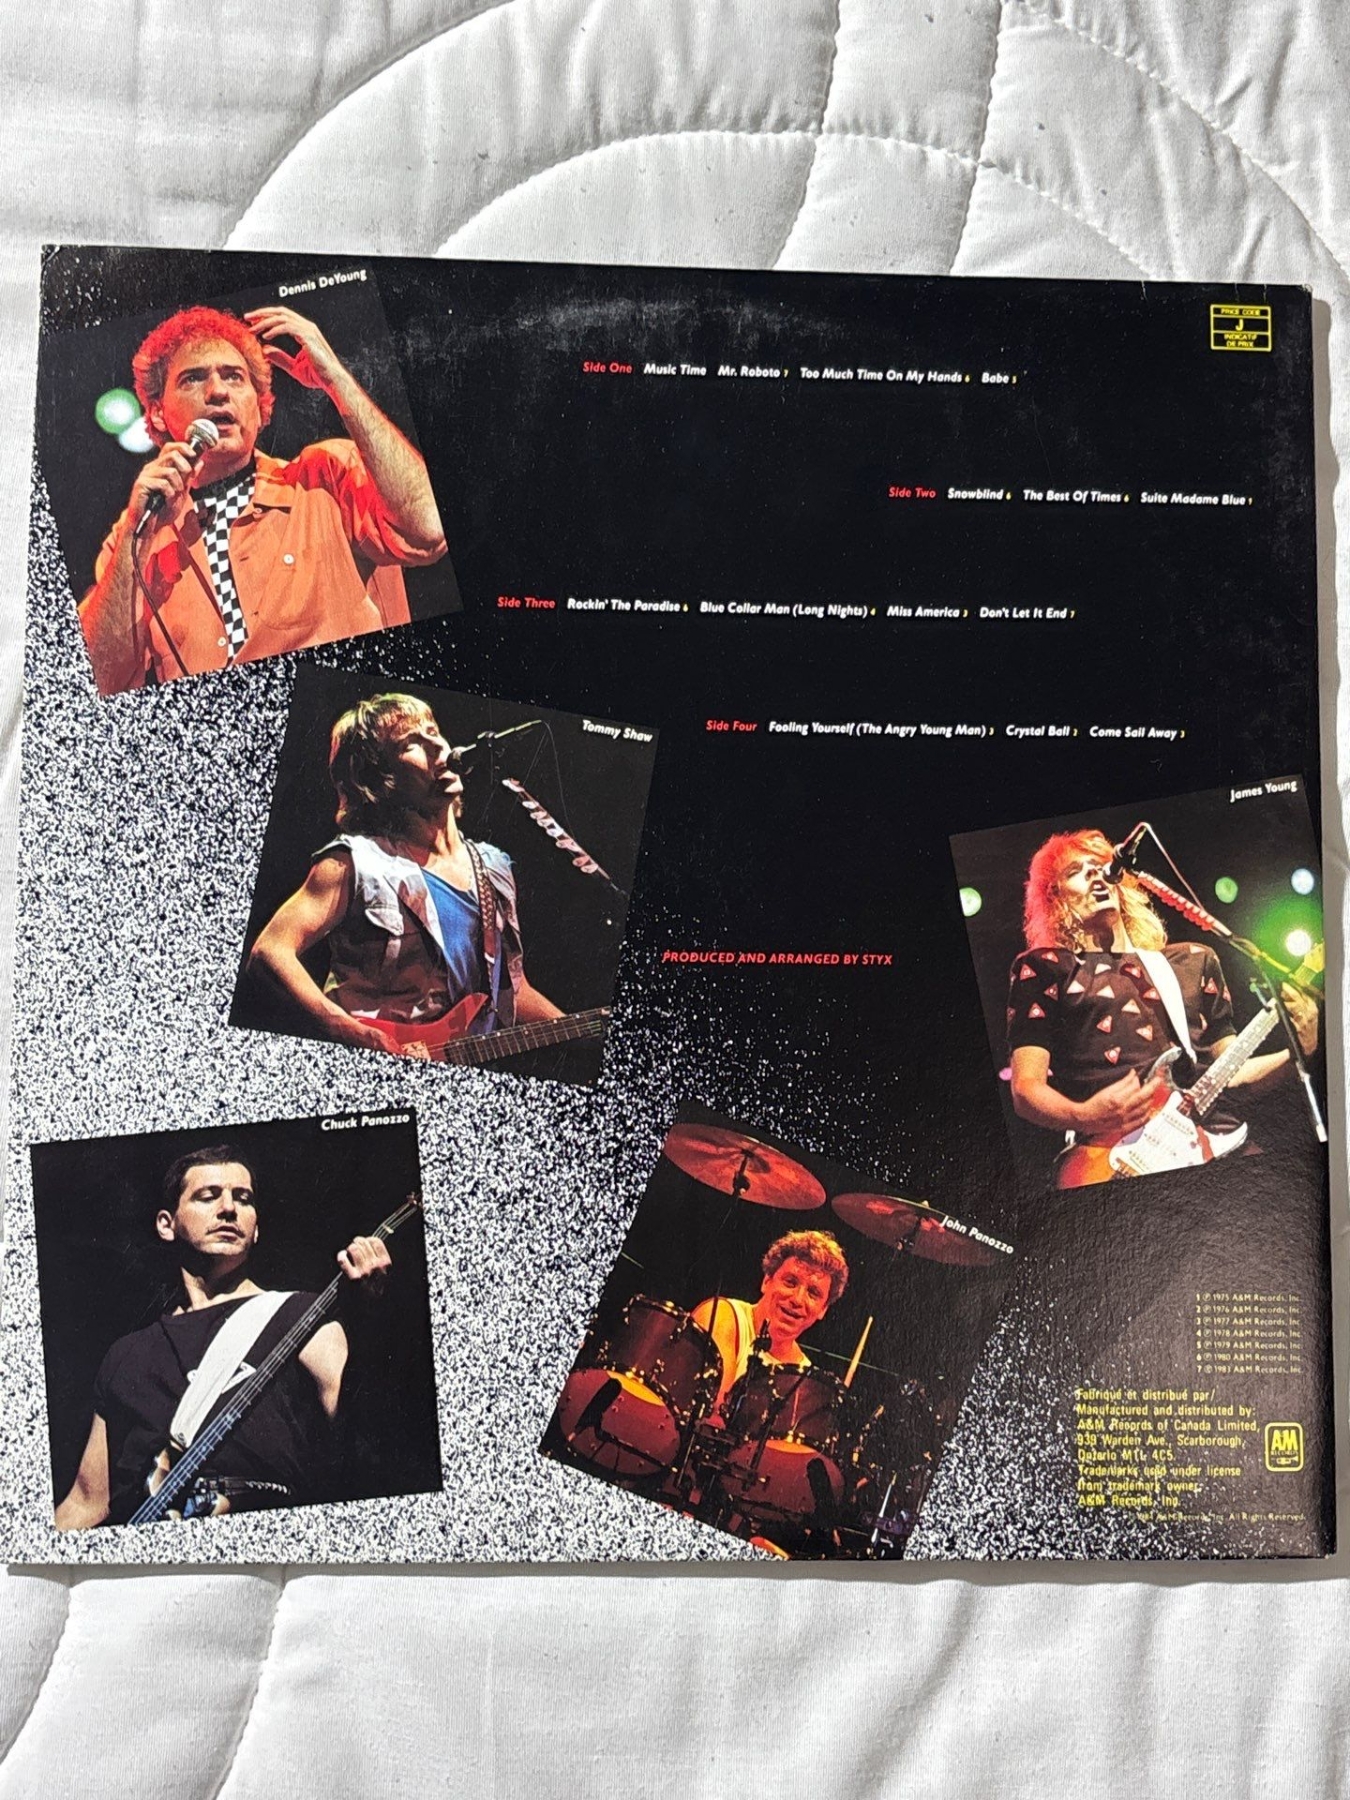 Dennis DeYoung
PRICE CODE
J
INDICATIF
DE PRIX
Side One Music Time Mr. Roboto 7 Too Much Time On My Hands 6 Babe 5
Side Two Snowblind 6 The Best Of Times 6 Suite Madame Blue 1
Side Three Rockin' The Paradise 6 Blue Collar Man (Long Nights) 4 Miss America 3 Don't Let It End 7
Side Four Fooling Yourself (The Angry Young Man) 3 Crystal Ball 2 Come Sail Away 3
Tommy Shaw
James Young
PRODUCED AND ARRANGED BY STYX
Chuck Panozzo
John Panozzo
1 ℗ 1975 A&M Records, Inc.
2 ℗ 1976 A&M Records, Inc.
3 ℗ 1977 A&M Records, Inc.
4 ℗ 1978 A&M Records, Inc.
5 ℗ 1979 A&M Records, Inc.
6 ℗ 1980 A&M Records, Inc.
7 ℗ 1983 A&M Records, Inc.
Fabriqué et distribué par/
Manufactured and distributed by:
A&M Records of Canada Limited,
939 Warden Ave., Scarborough,
Ontario M1L 4C5.
Trademarks used under license
from trademark owner
A&M Records, Inc.
A&M
RECORDS
1984 A&M Records, Inc. All Rights Reserved.